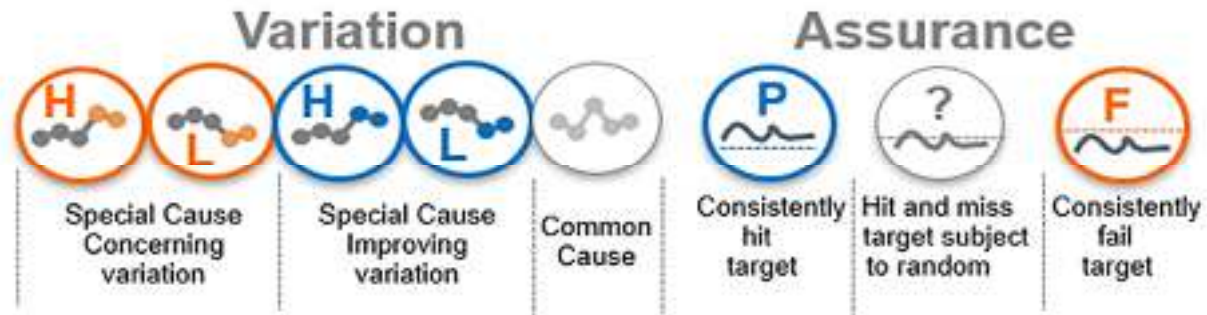 Variation
Assurance
H
L
H
L
P
?
F
Special Cause
Concerning
variation
Special Cause
Improving
variation
Common
Cause
Consistently
hit
target
Hit and miss
target subject
to random
Consistently
fail
target